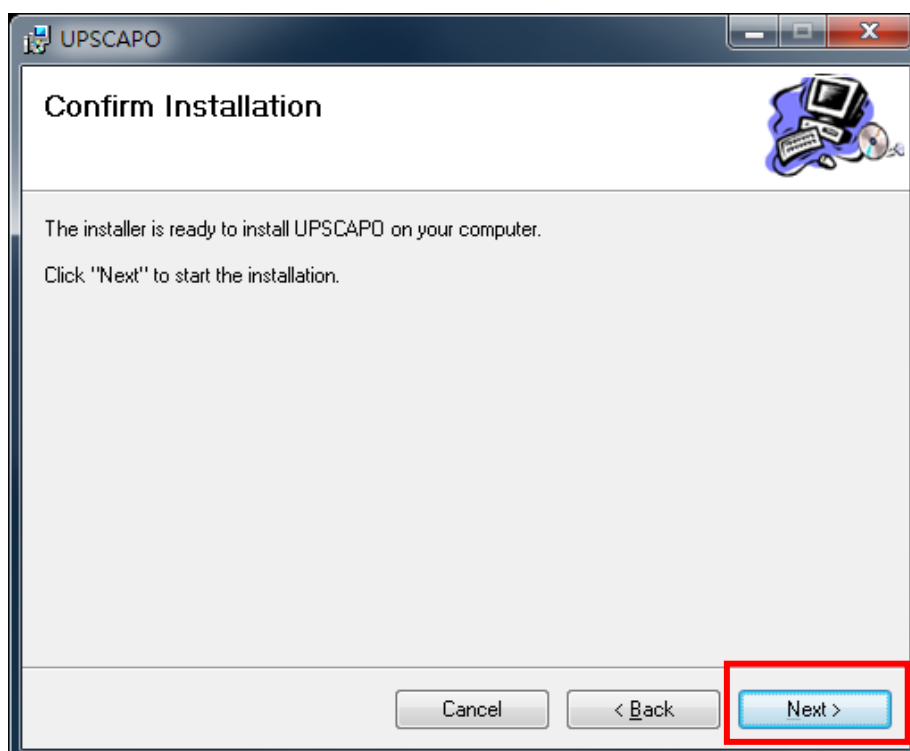 UPSCAPO
Confirm Installation
The installer is ready to install UPSCAPO on your computer.
Click "Next" to start the installation.
Cancel
< Back
Next >